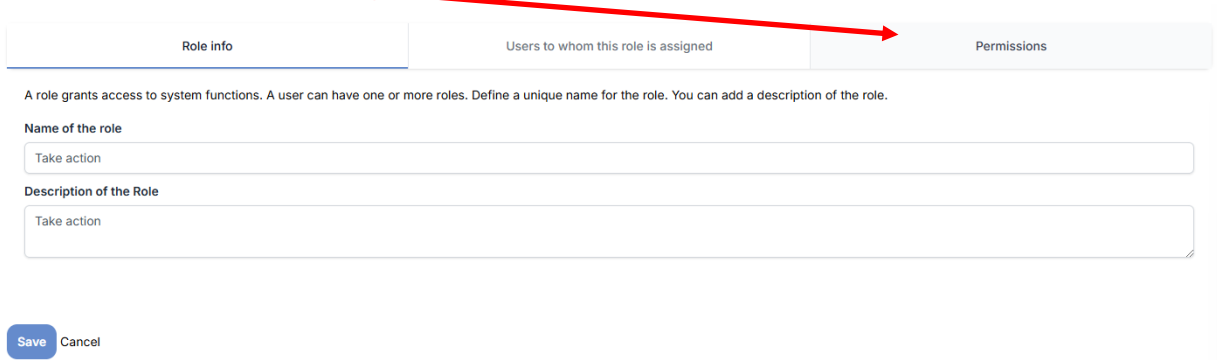 Role info
Users to whom this role is assigned
Permissions
A role grants access to system functions. A user can have one or more roles. Define a unique name for the role. You can add a description of the role.
Name of the role
Take action
Description of the Role
Take action
Save Cancel